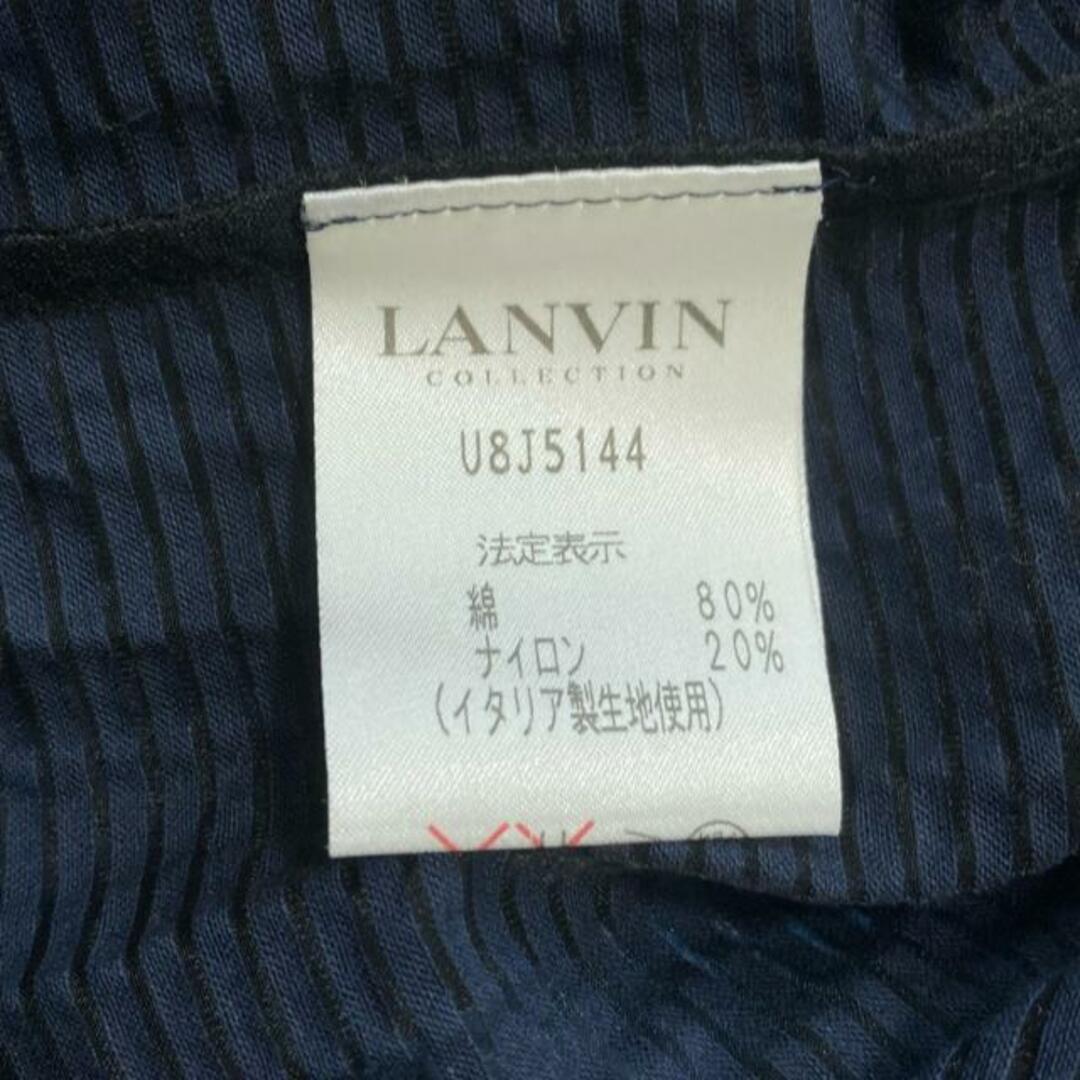 LANVIN
COLLECTION
U8J5144
法定表示
綿 80%
ナイロン 20%
(イタリア製生地使用)